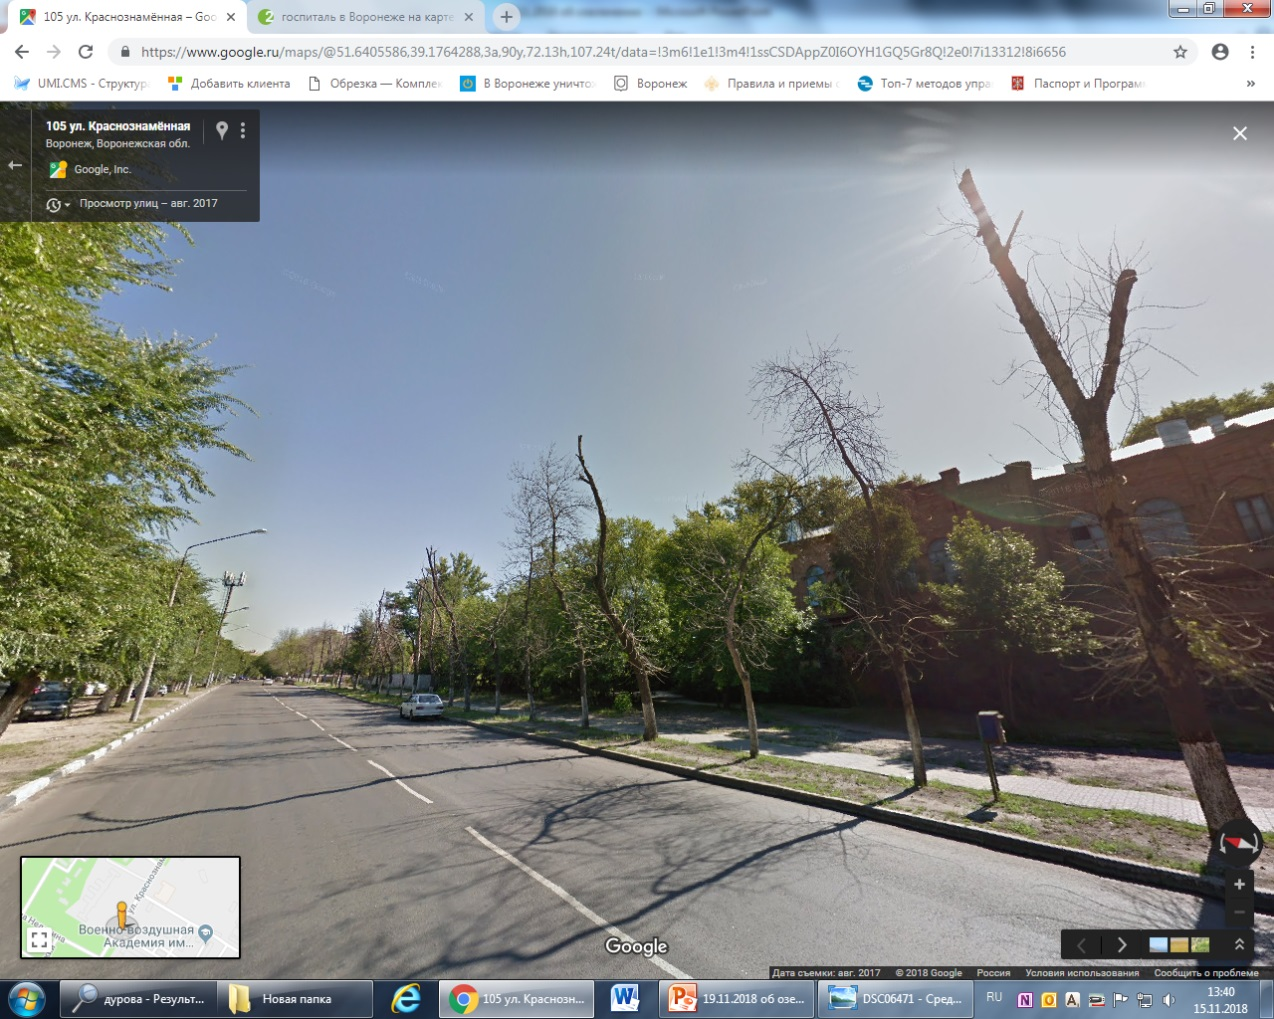 105 ул. Краснознамённая – Goo
госпиталь в Воронеже на карте
https://www.google.ru/maps/@51.6405586,39.1764288,3a,90y,72.13h,107.24t/data=!3m6!1e1!3m4!1ssCSDAppZ0I6OYH1GQ5Gr8Q!2e0!7i13312!8i6656
UMI.CMS - Структур
Добавить клиента
Обрезка — Комплек
В Воронеже уничто
Воронеж
Правила и приемы с
Топ-7 методов упра
Паспорт и Програм
»
105 ул. Краснознамённая
Воронеж, Воронежская обл.
Google, Inc.
Просмотр улиц – авг. 2017
ул. Краснознам
Военно-воздушная
Академия им...
Google
Дата съемки: авг. 2017 © 2018 Google Россия Условия использования Сообщить о проблеме
дурова - Результ...
Новая папка
105 ул. Краснозн...
19.11.2018 об озе...
DSC06471 - Сред...
RU
13:40
15.11.2018